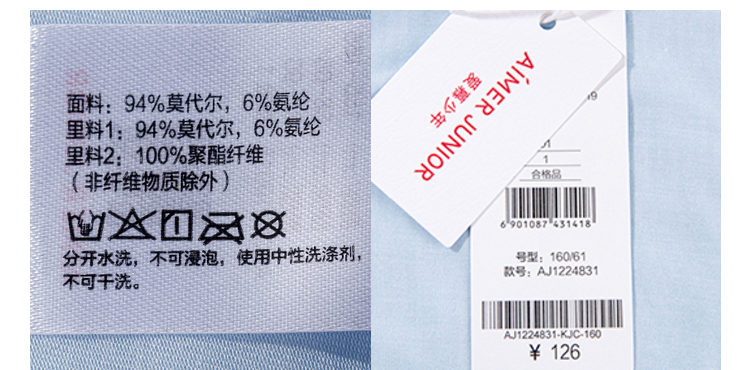 面料：94%莫代尔，6%氨纶
里料1：94%莫代尔，6%氨纶
里料2：100%聚酯纤维
（非纤维物质除外）
分开水洗，不可浸泡，使用中性洗涤剂，
不可干洗。
AIMER JUNIOR
爱慕少年
1
合格品
6 901087 431418
号型：160/61
款号：AJ1224831
AJ1224831-KJC-160
¥ 126